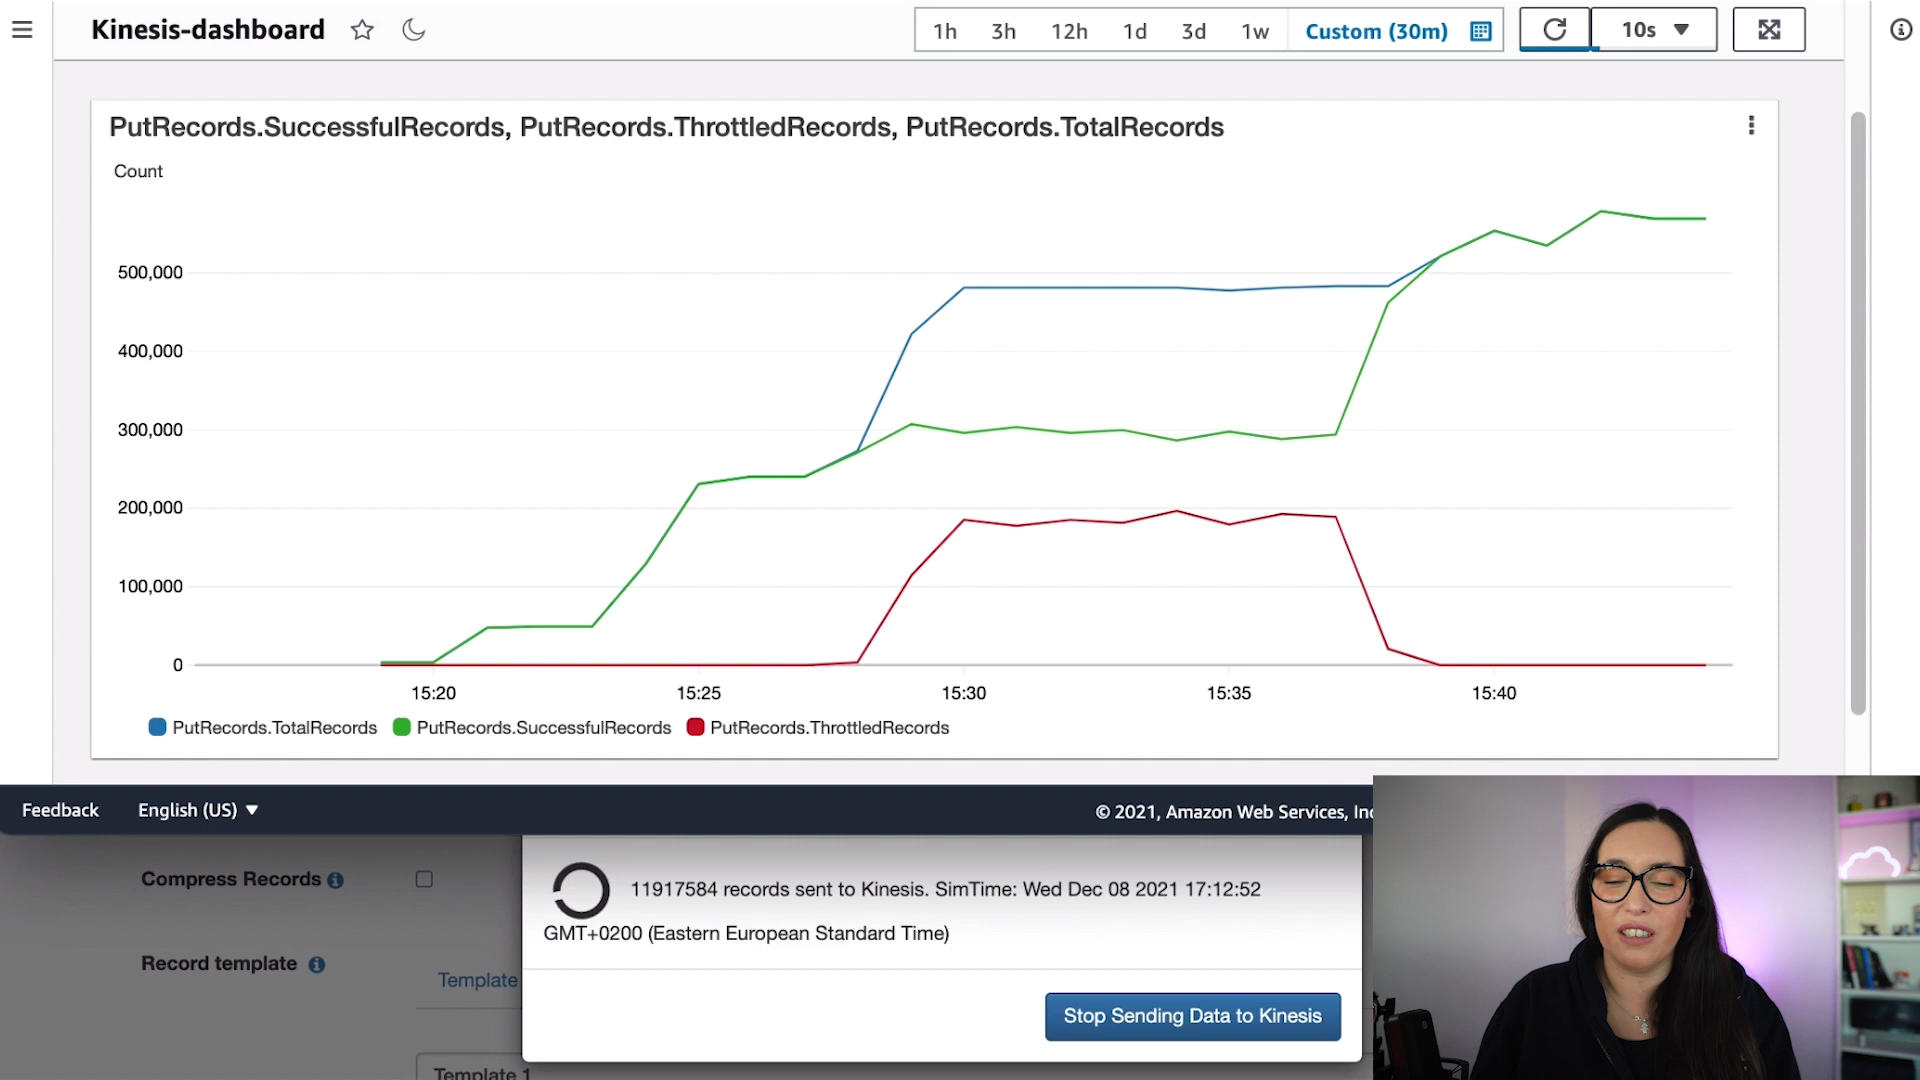 Kinesis-dashboard
1h 3h 12h 1d 3d 1w Custom (30m) 10s
PutRecords.SuccessfulRecords, PutRecords.ThrottledRecords, PutRecords.TotalRecords
Count
500,000
400,000
300,000
200,000
100,000
0
15:20 15:25 15:30 15:35 15:40
PutRecords.TotalRecords PutRecords.SuccessfulRecords PutRecords.ThrottledRecords
Feedback English (US) © 2021, Amazon Web Services, Inc
Compress Records
11917584 records sent to Kinesis. SimTime: Wed Dec 08 2021 17:12:52
GMT+0200 (Eastern European Standard Time)
Record template
Template
Stop Sending Data to Kinesis
Template 1